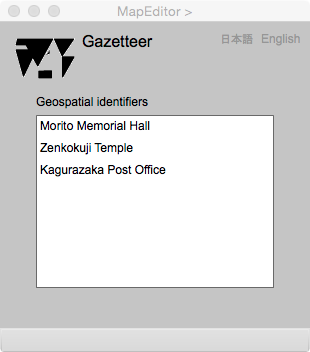 MapEditor >
Gazetteer
日本語 English
Geospatial identifiers
Morito Memorial Hall
Zenkokuji Temple
Kagurazaka Post Office